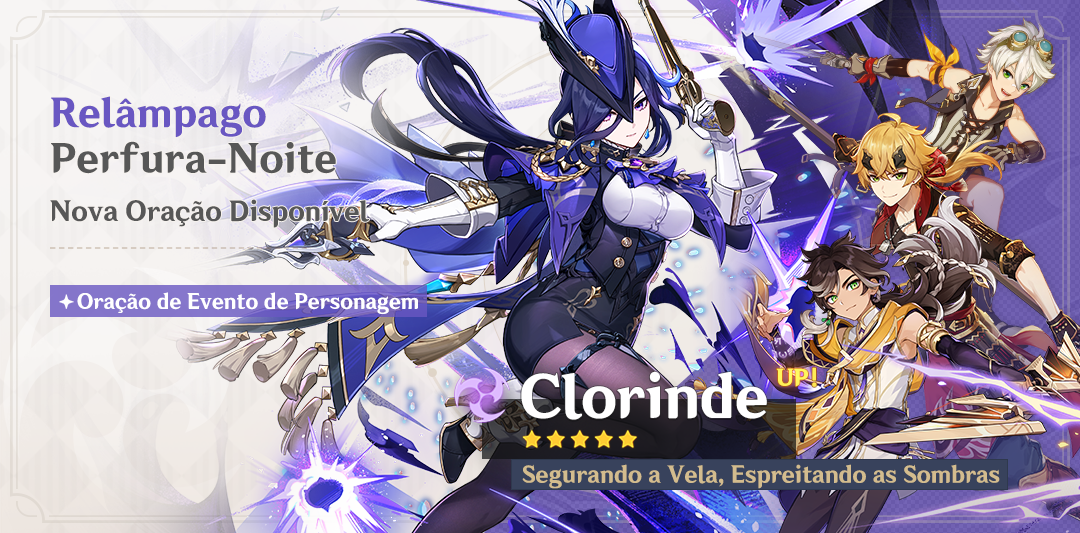 Relâmpago
Perfura-Noite
Nova Oração Disponível
Oração de Evento de Personagem
UP!
Clorinde
Segurando a Vela, Espreitando as Sombras